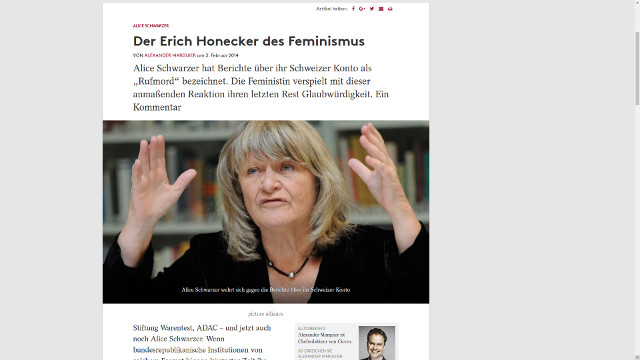 Artikel teilen:
ALICE SCHWARZER
Der Erich Honecker des Feminismus
VON ALEXANDER MARGUIER am 3. Februar 2014
Alice Schwarzer hat Berichte über ihr Schweizer Konto als
„Rufmord“ bezeichnet. Die Feministin verspielt mit dieser
anmaßenden Reaktion ihren letzten Rest Glaubwürdigkeit. Ein
Kommentar
Alice Schwarzer wehrt sich gegen die Berichte über ihr Schweizer Konto
picture alliance
Stiftung Warentest, ADAC – und jetzt auch
noch Alice Schwarzer. Wenn
bundesrepublikanische Institutionen von
AUTORENINFO
Alexander Marguier ist
Chefredakteur von Cicero.
SO ERREICHEN SIE
ALEXANDER MARGUIER